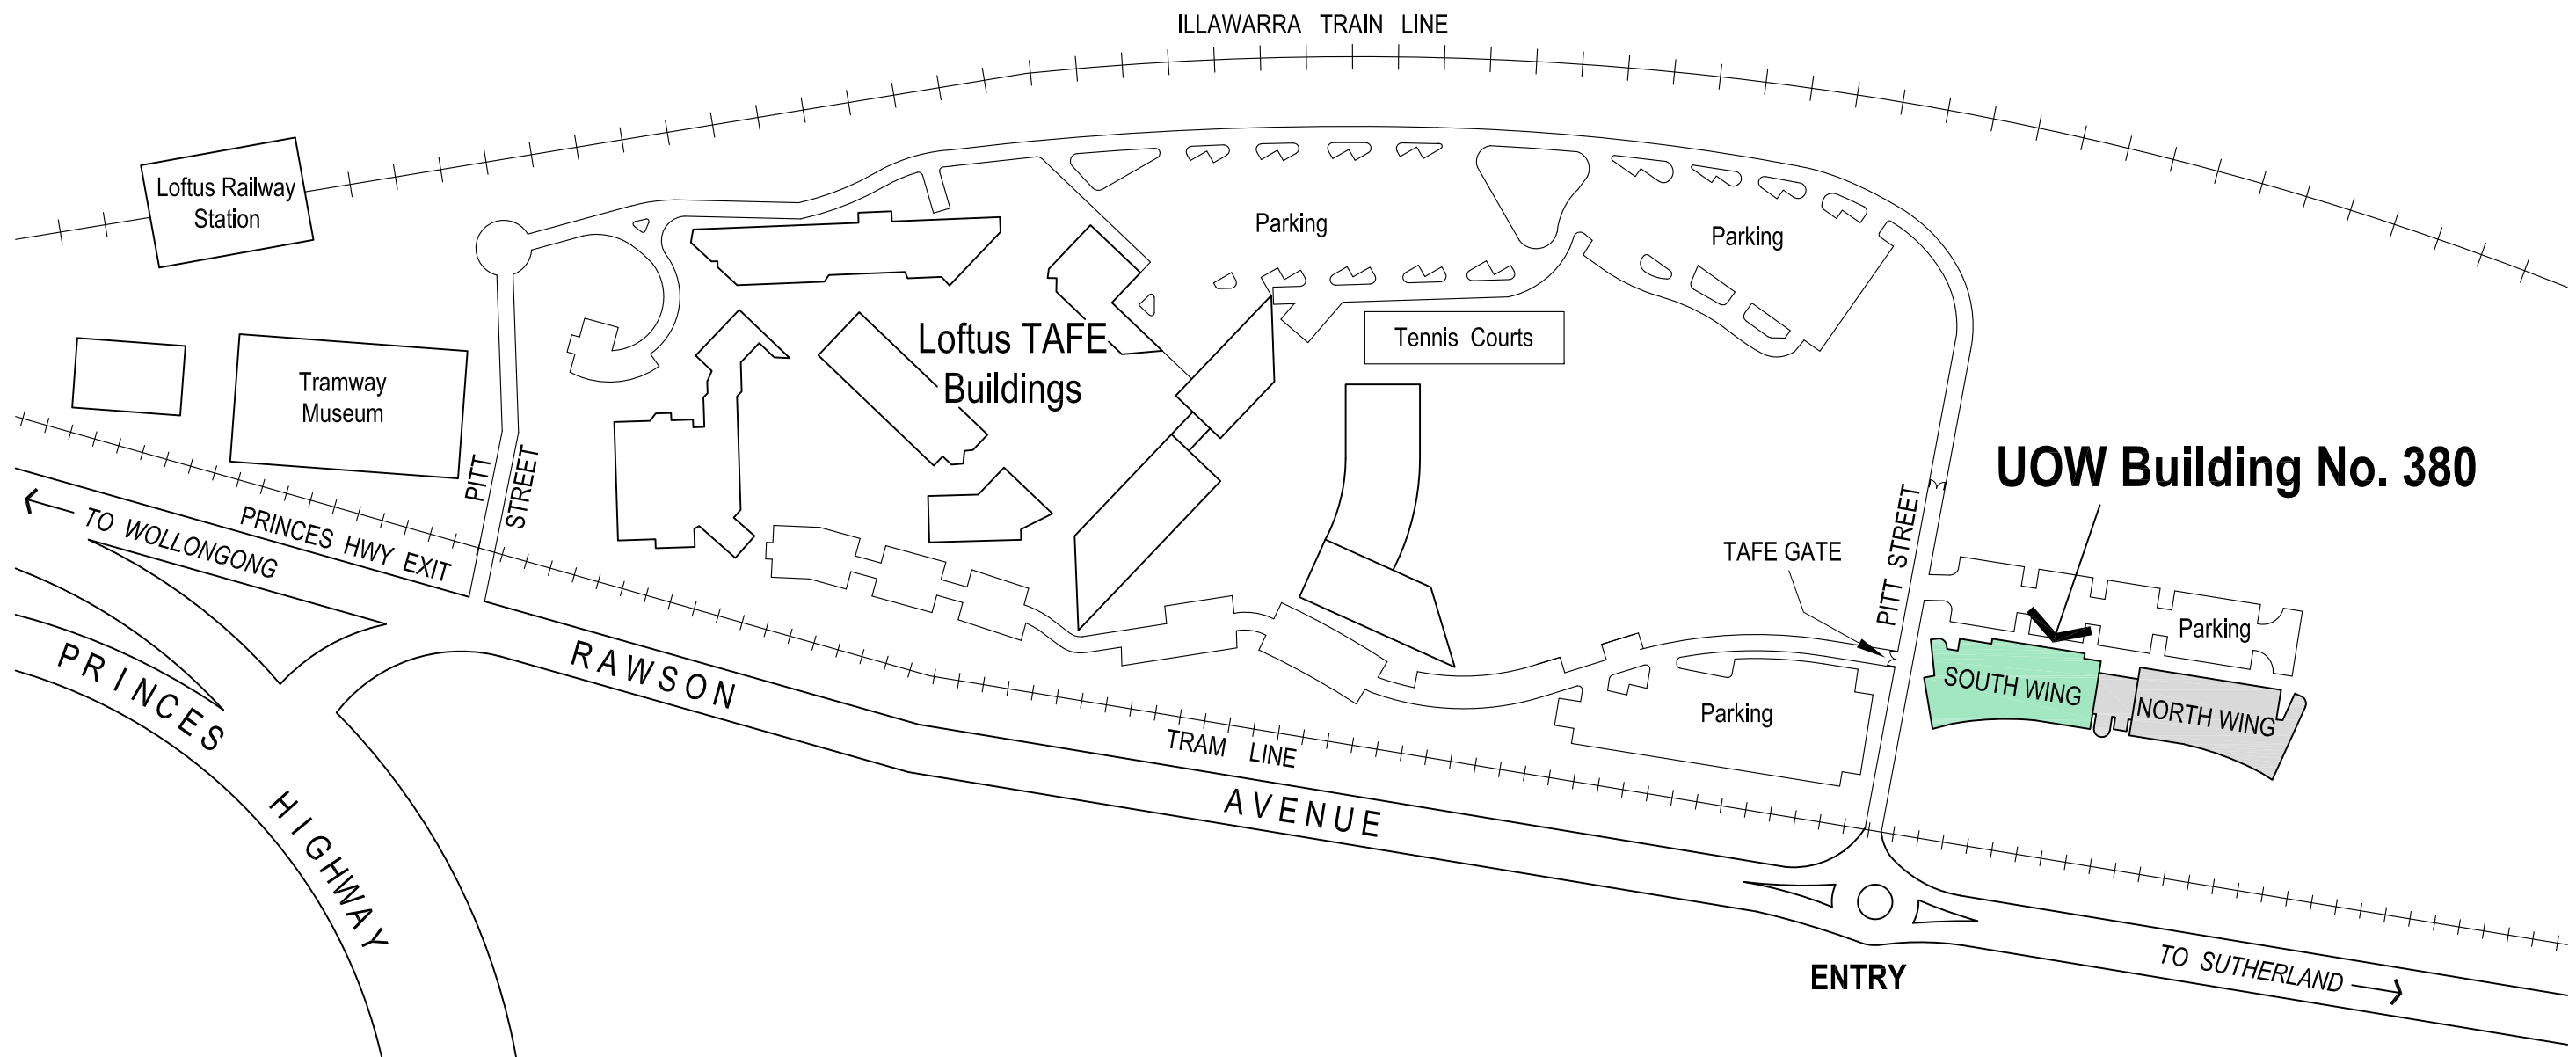 ILLAWARRA TRAIN LINE
Loftus Railway
Station
Parking
Parking
Loftus TAFE
Buildings
Tennis Courts
Tramway
Museum
PITT
STREET
UOW Building No. 380
PRINCES HWY EXIT
TO WOLLONGONG
TAFE GATE
PITT STREET
Parking
SOUTH WING
NORTH WING
PRINCES
HIGHWAY
RAWSON
AVENUE
TRAM LINE
Parking
ENTRY
TO SUTHERLAND